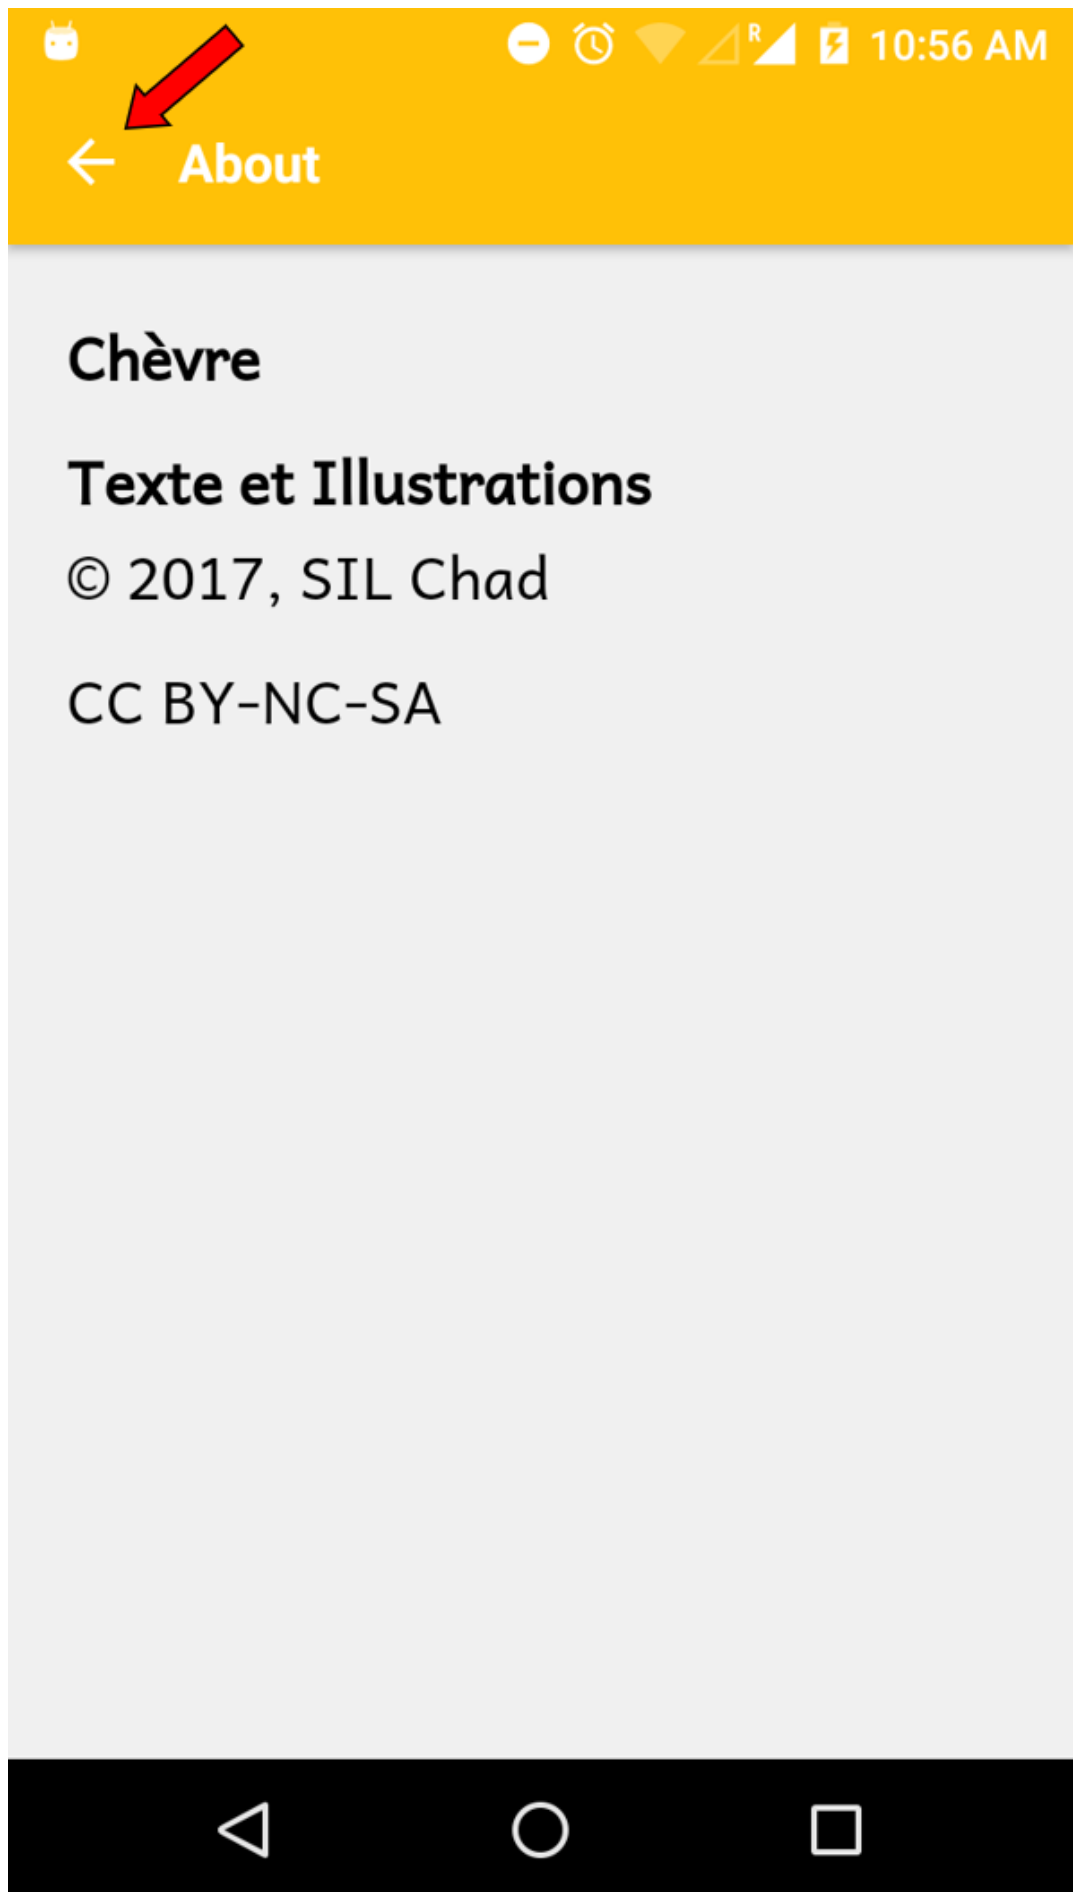 R 10:56 AM
About
Chèvre
Texte et Illustrations
© 2017, SIL Chad
CC BY-NC-SA